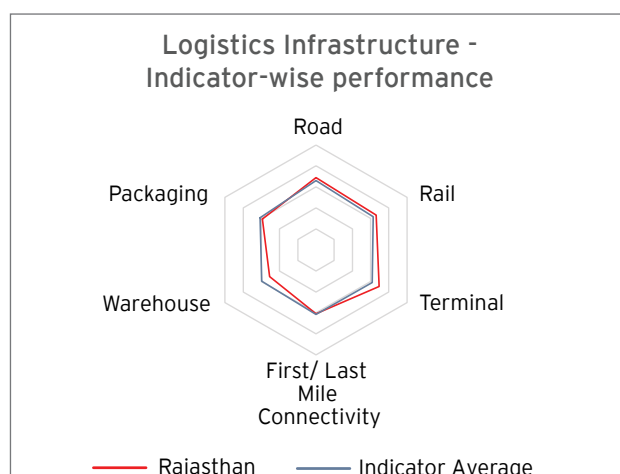 Logistics Infrastructure -
Indicator-wise performance
Road
Packaging
Rail
Warehouse
Terminal
First/ Last
Mile
Connectivity
Rajasthan
Indicator Average